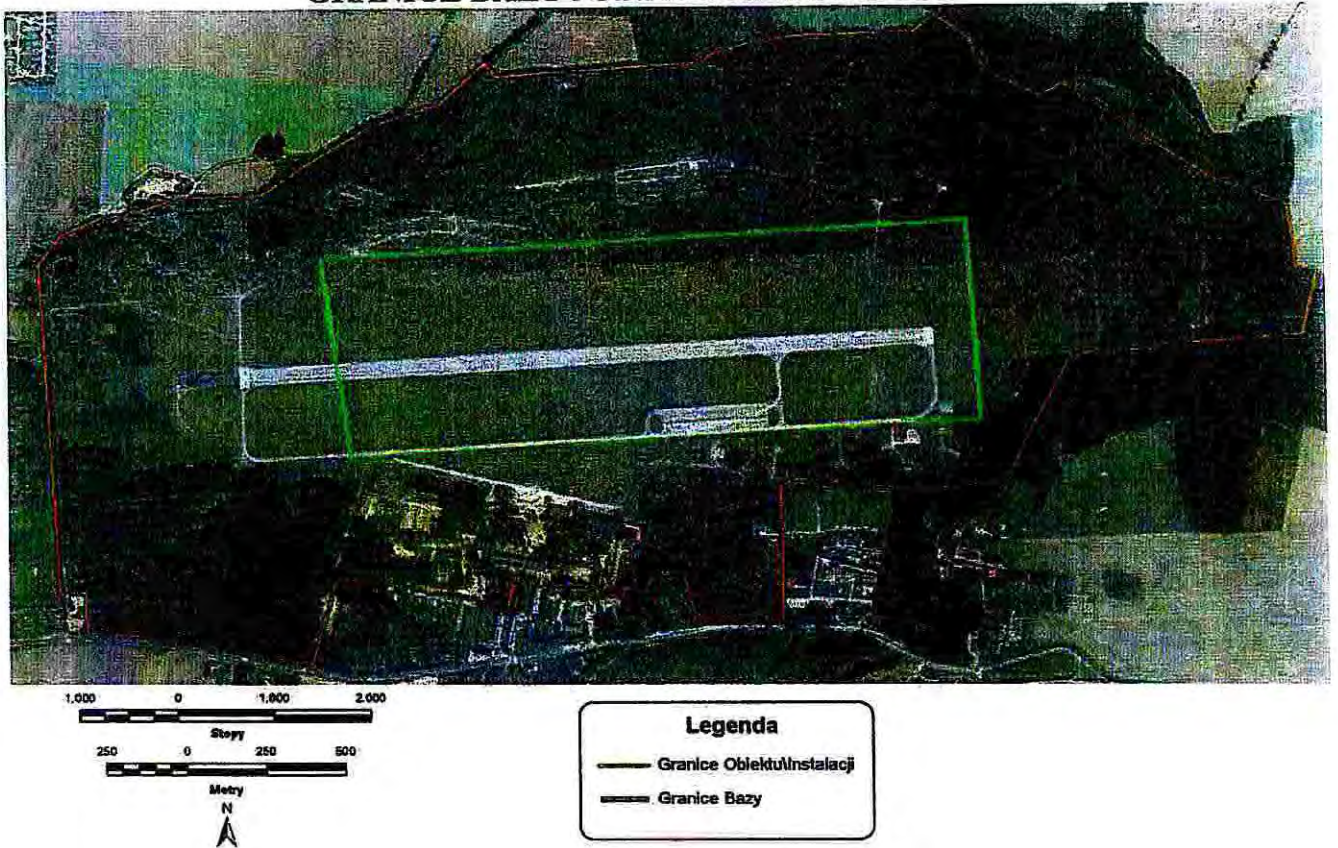 1,000 0 1,000 2,000
Stopy
250 0 250 500
Metry
N
Legenda
Granice Obiektu\Instalacji
Granice Bazy